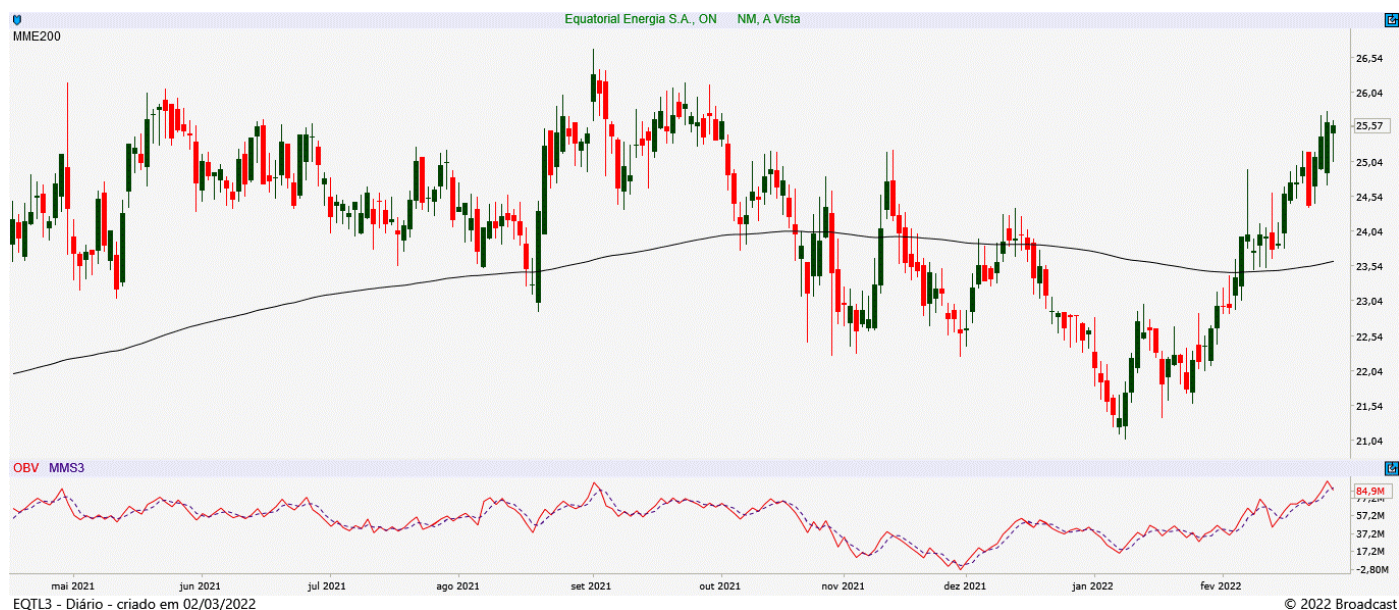 Equatorial Energia S.A., ON NM, A Vista
MME200
26,54
26,04
25,57
25,04
24,54
24,04
23,54
23,04
22,54
22,04
21,54
21,04
OBV MMS3
84,9M
77,2M
57,2M
37,2M
17,2M
-2,80M
mai 2021 jun 2021 jul 2021 ago 2021 set 2021 out 2021 nov 2021 dez 2021 jan 2022 fev 2022
EQTL3 - Diário - criado em 02/03/2022 © 2022 Broadcast